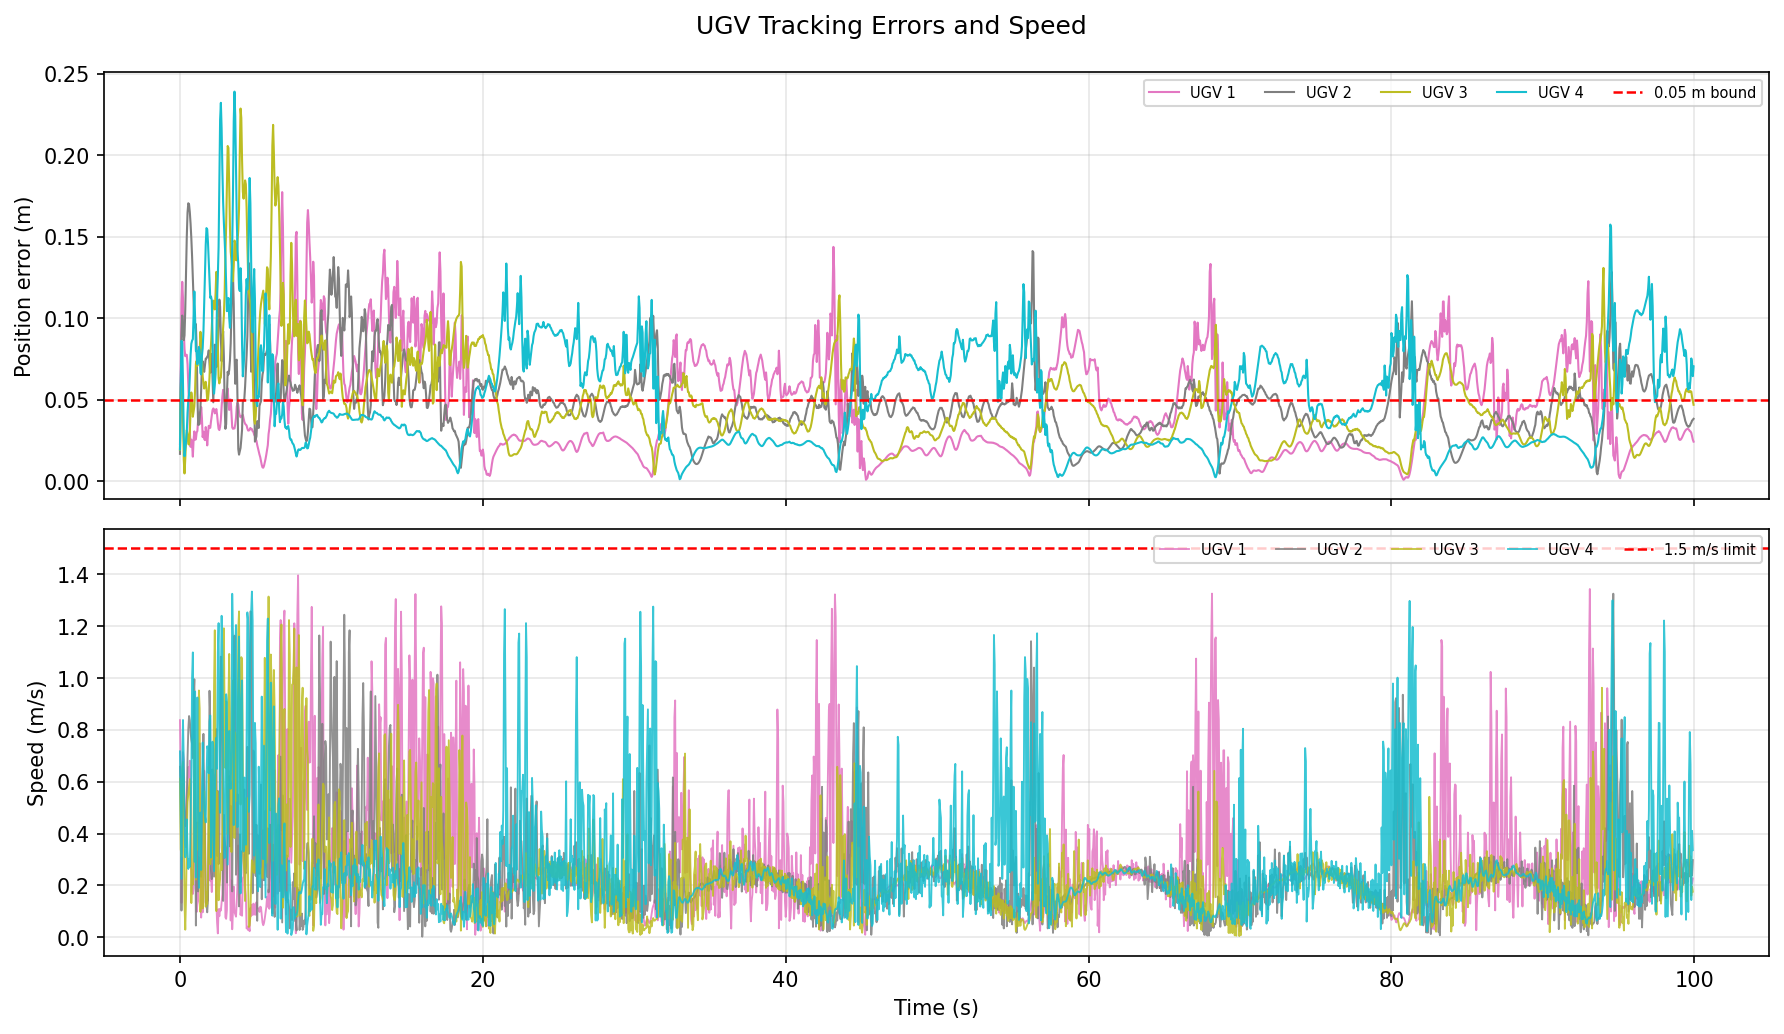 UGV Tracking Errors and Speed
0.25
0.20
0.15
0.10
0.05
0.00
Position error (m)
UGV 1 UGV 2 UGV 3 UGV 4 0.05 m bound
1.4
1.2
1.0
0.8
0.6
0.4
0.2
0.0
Speed (m/s)
UGV 1 UGV 2 UGV 3 UGV 4 1.5 m/s limit
0 20 40 60 80 100
Time (s)